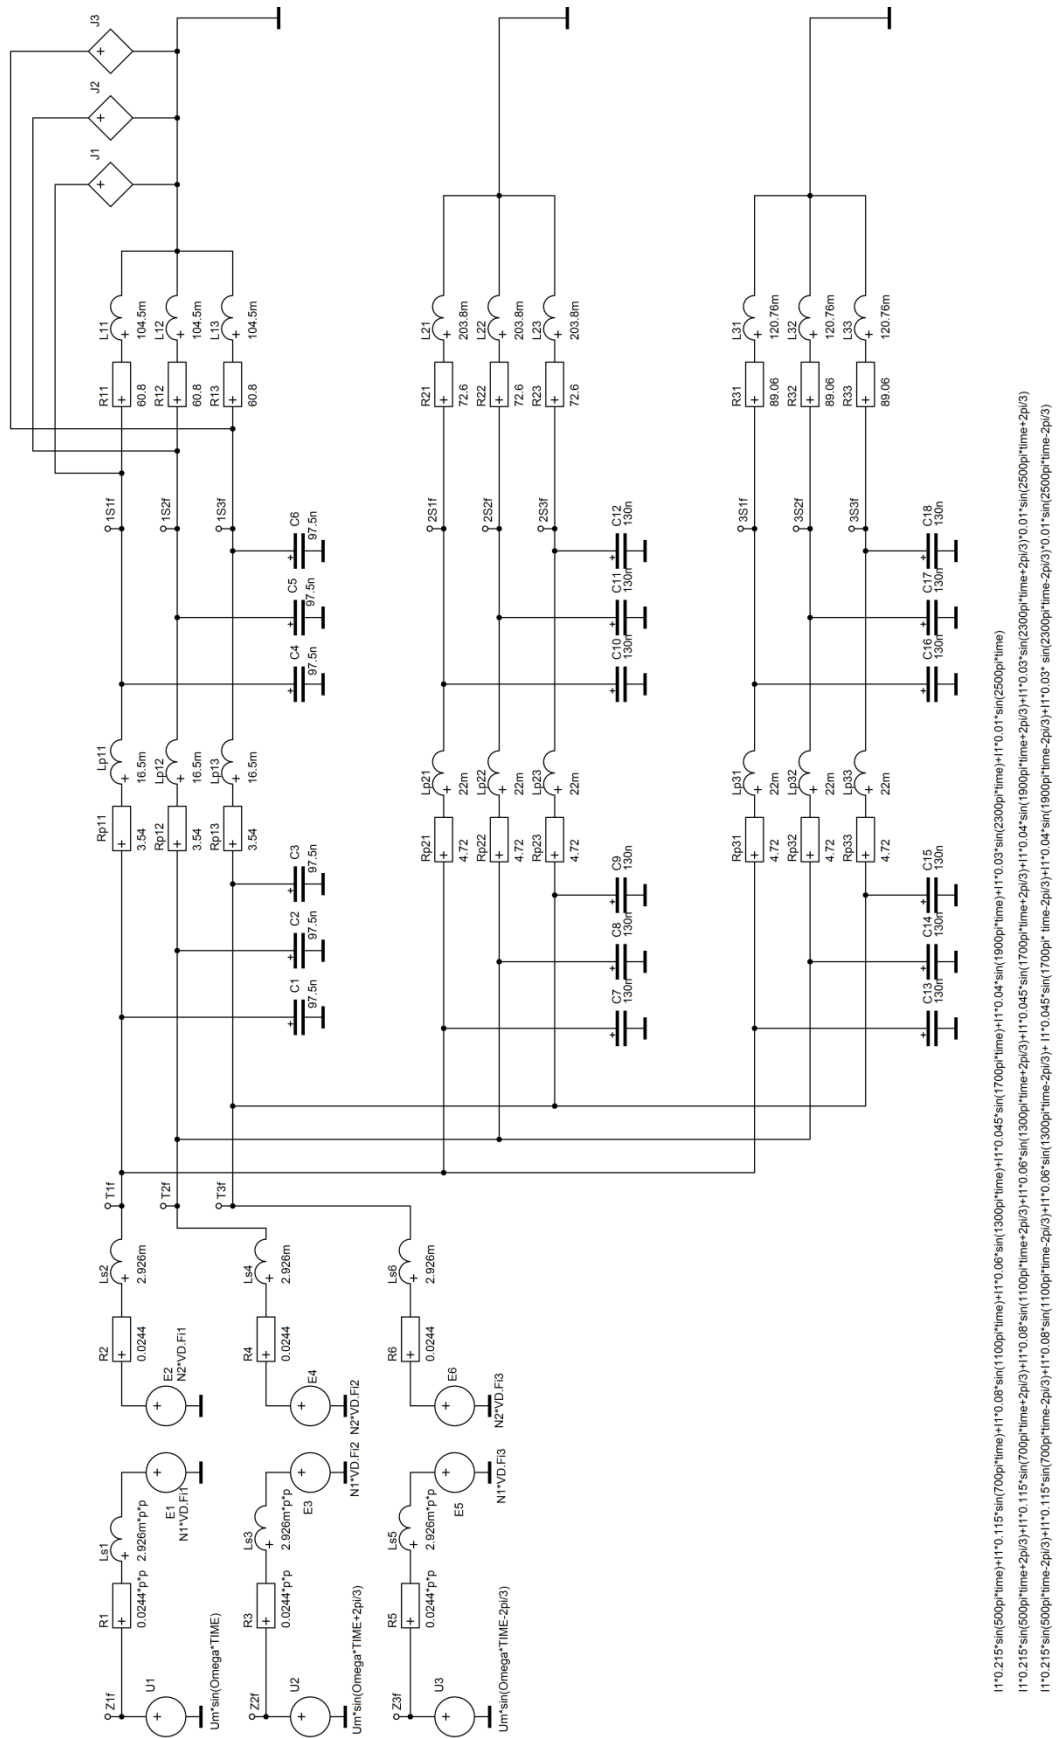 J3
J2
J1
L11
104.5m
L12
104.5m
L13
104.5m
R11
60.8
R12
60.8
R13
60.8
L21
203.8m
L22
203.8m
L23
203.8m
R21
72.6
R22
72.6
R23
72.6
L31
120.76m
L32
120.76m
L33
120.76m
R31
89.06
R32
89.06
R33
89.06
1S1f
1S2f
1S3f
2S1f
2S2f
2S3f
3S1f
3S2f
3S3f
C6
97.5n
C5
97.5n
C4
97.5n
C12
130n
C11
130n
C10
130n
C18
130n
C17
130n
C16
130n
Lp11
16.5m
Lp12
16.5m
Lp13
16.5m
Rp11
3.54
Rp12
3.54
Rp13
3.54
Lp21
22m
Lp22
22m
Lp23
22m
Rp21
4.72
Rp22
4.72
Rp23
4.72
Lp31
22m
Lp32
22m
Lp33
22m
Rp31
4.72
Rp32
4.72
Rp33
4.72
C3
97.5n
C2
97.5n
C1
97.5n
C9
130n
C8
130n
C7
130n
C15
130n
C14
130n
C13
130n
T1f
T2f
T3f
Ls2
2.926m
Ls4
2.926m
Ls6
2.926m
R2
0.0244
R4
0.0244
R6
0.0244
E2
N2*VD.Fi1
E4
N2*VD.Fi2
E6
N2*VD.Fi3
E1
N1*VD.Fi1
E3
N1*VD.Fi2
E5
N1*VD.Fi3
Ls1
2.926m*p*p
Ls3
2.926m*p*p
Ls5
2.926m*p*p
R1
0.0244*p*p
R3
0.0244*p*p
R5
0.0244*p*p
Z1f
Z2f
Z3f
U1
Um*sin(Omega*TIME)
U2
Um*sin(Omega*TIME+2pi/3)
U3
Um*sin(Omega*TIME-2pi/3)
I1*0.215*sin(500pi*time)+I1*0.115*sin(700pi*time)+I1*0.08*sin(1100pi*time)+I1*0.06*sin(1300pi*time)+I1*0.045*sin(1700pi*time)+I1*0.04*sin(1900pi*time)+I1*0.03*sin(2300pi*time)+I1*0.01*sin(2500pi*time)
I1*0.215*sin(500pi*time+2pi/3)+I1*0.115*sin(700pi*time+2pi/3)+I1*0.08*sin(1100pi*time+2pi/3)+I1*0.06*sin(1300pi*time+2pi/3)+I1*0.045*sin(1700pi*time+2pi/3)+I1*0.04*sin(1900pi*time+2pi/3)+I1*0.03*sin(2300pi*time+2pi/3)*0.01*sin(2500pi*time+2pi/3)
I1*0.215*sin(500pi*time-2pi/3)+I1*0.115*sin(700pi*time-2pi/3)+I1*0.08*sin(1100pi*time-2pi/3)+I1*0.06*sin(1300pi*time-2pi/3)+ I1*0.045*sin(1700pi* time-2pi/3)+I1*0.04*sin(1900pi*time-2pi/3)+I1*0.03* sin(2300pi*time-2pi/3)*0.01*sin(2500pi*time-2pi/3)